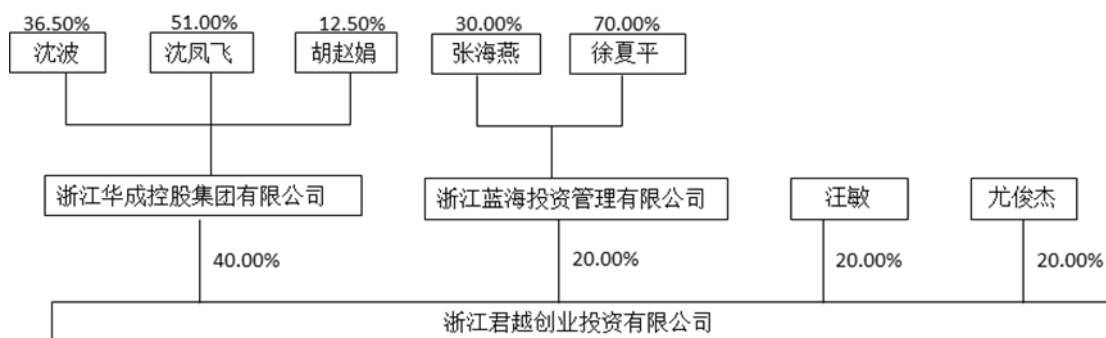 36.50% 51.00% 12.50% 30.00% 70.00%
沈波 沈凤飞 胡赵娟 张海燕 徐夏平
浙江华成控股集团有限公司 浙江蓝海投资管理有限公司 汪敏 尤俊杰
40.00% 20.00% 20.00% 20.00%
浙江君越创业投资有限公司